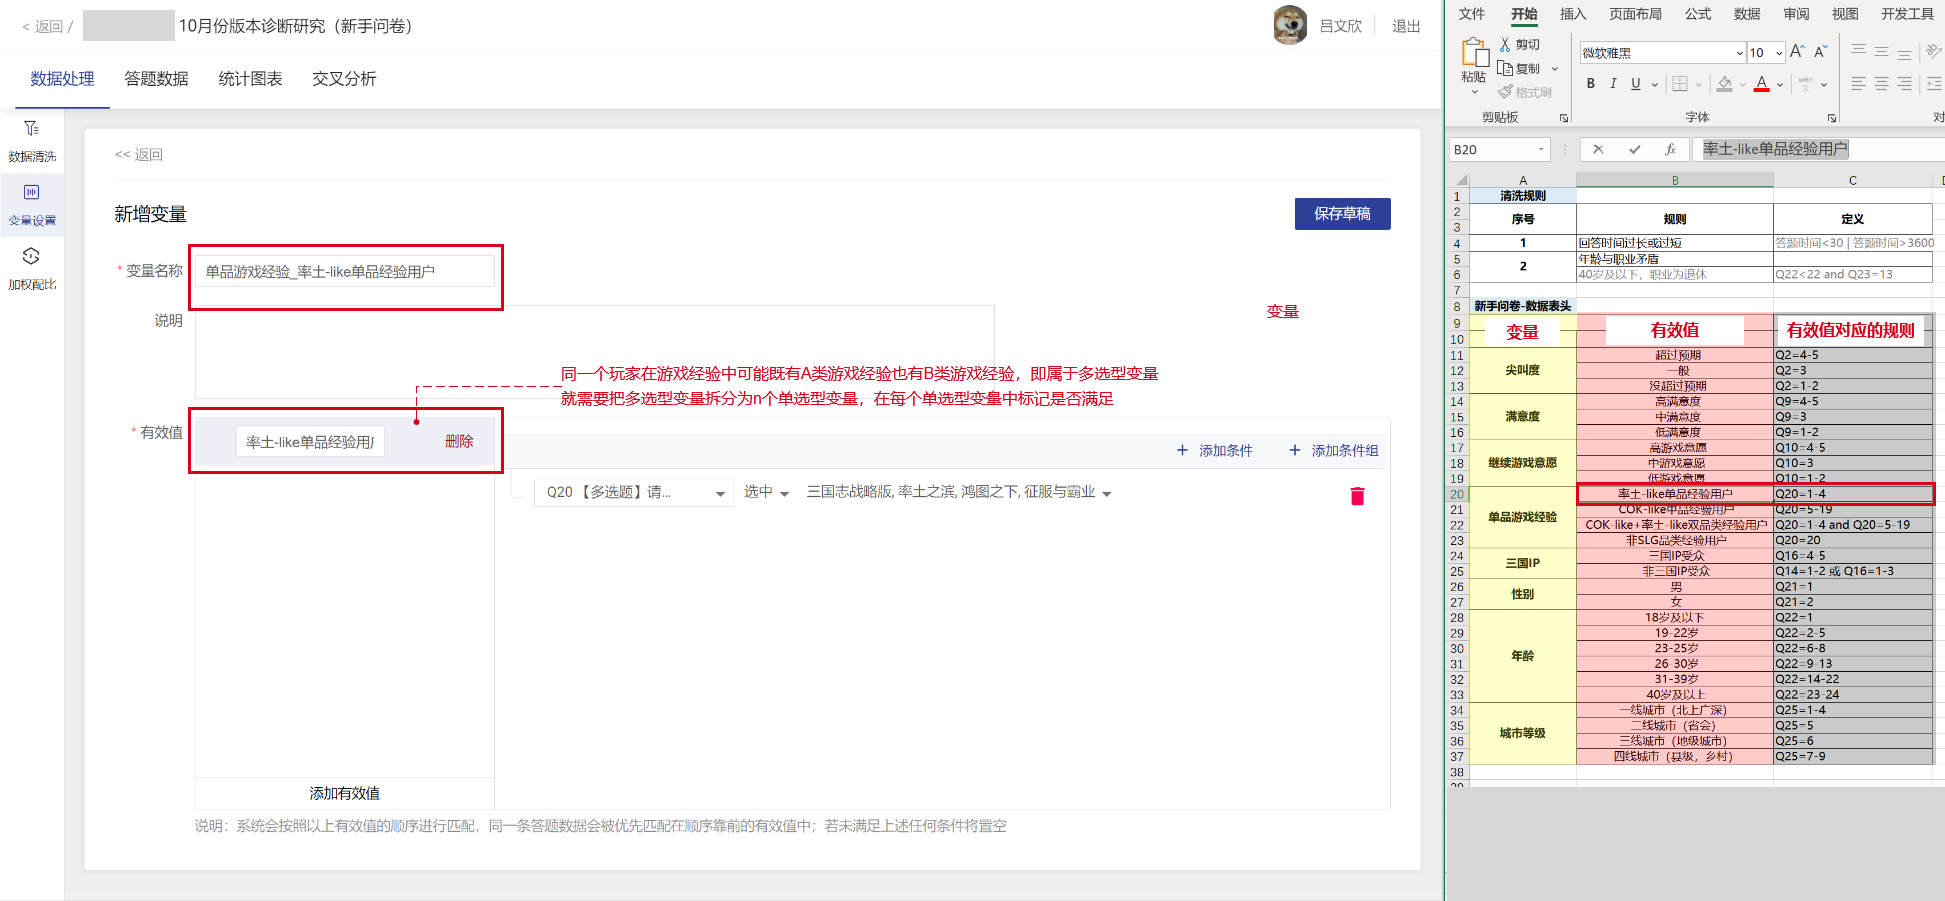 < 返回 /
10月份版本诊断研究（新手问卷）
吕文欣
退出
数据处理
答题数据
统计图表
交叉分析
数据清洗
变量设置
加权配比
<< 返回
新增变量
保存草稿
* 变量名称
单品游戏经验_率土-like单品经验用户
说明
变量
同一个玩家在游戏经验中可能既有A类游戏经验也有B类游戏经验，即属于多选型变量
就需要把多选型变量拆分为n个单选型变量，在每个单选型变量中标记是否满足
* 有效值
率土-like单品经验用户
删除
+ 添加条件
+ 添加条件组
Q20 【多选题】请...
选中
三国志战略版, 率土之滨, 鸿图之下, 征服与霸业
添加有效值
说明：系统会按照以上有效值的顺序进行匹配，同一条答题数据会被优先匹配在顺序靠前的有效值中；若未满足上述任何条件将置空
文件
开始
插入
页面布局
公式
数据
审阅
视图
开发工具
粘贴
剪切
复制
格式刷
剪贴板
微软雅黑
10
A
A
B
I
U
A
wén
文
字体
对
B20
fx
率土-like单品经验用户
A
B
C
1 清洗规则
2
序号 规则 定义
3
4 1 回答时间过长或过短 答题时间<30 | 答题时间>3600
5 年龄与职业矛盾
2
6 40岁及以下，职业为退休 Q22<22 and Q23=13
7
8 新手问卷-数据表头
9
变量 有效值 有效值对应的规则
10
11 超过预期 Q2=4-5
12 尖叫度 一般 Q2=3
13 没超过预期 Q2=1-2
14 高满意度 Q9=4-5
15 满意度 中满意度 Q9=3
16 低满意度 Q9=1-2
17 高游戏意愿 Q10=4-5
18 继续游戏意愿 中游戏意愿 Q10=3
19 低游戏意愿 Q10=1-2
20 率土-like单品经验用户 Q20=1-4
21 COK-like单品经验用户 Q20=5-19
单品游戏经验
22 COK-like+率土-like双品类经验用户 Q20=1-4 and Q20=5-19
23 非SLG品类经验用户 Q20=20
24 三国IP受众 Q16=4-5
三国IP
25 非三国IP受众 Q14=1-2 或 Q16=1-3
26 男 Q21=1
性别
27 女 Q21=2
28 18岁及以下 Q22=1
29 19-22岁 Q22=2-5
30 23-25岁 Q22=6-8
年龄
31 26-30岁 Q22=9-13
32 31-39岁 Q22=14-22
33 40岁及以上 Q22=23-24
34 一线城市（北上广深） Q25=1-4
35 二线城市（省会） Q25=5
城市等级
36 三线城市（地级城市） Q25=6
37 四线城市（县级，乡村） Q25=7-9
38